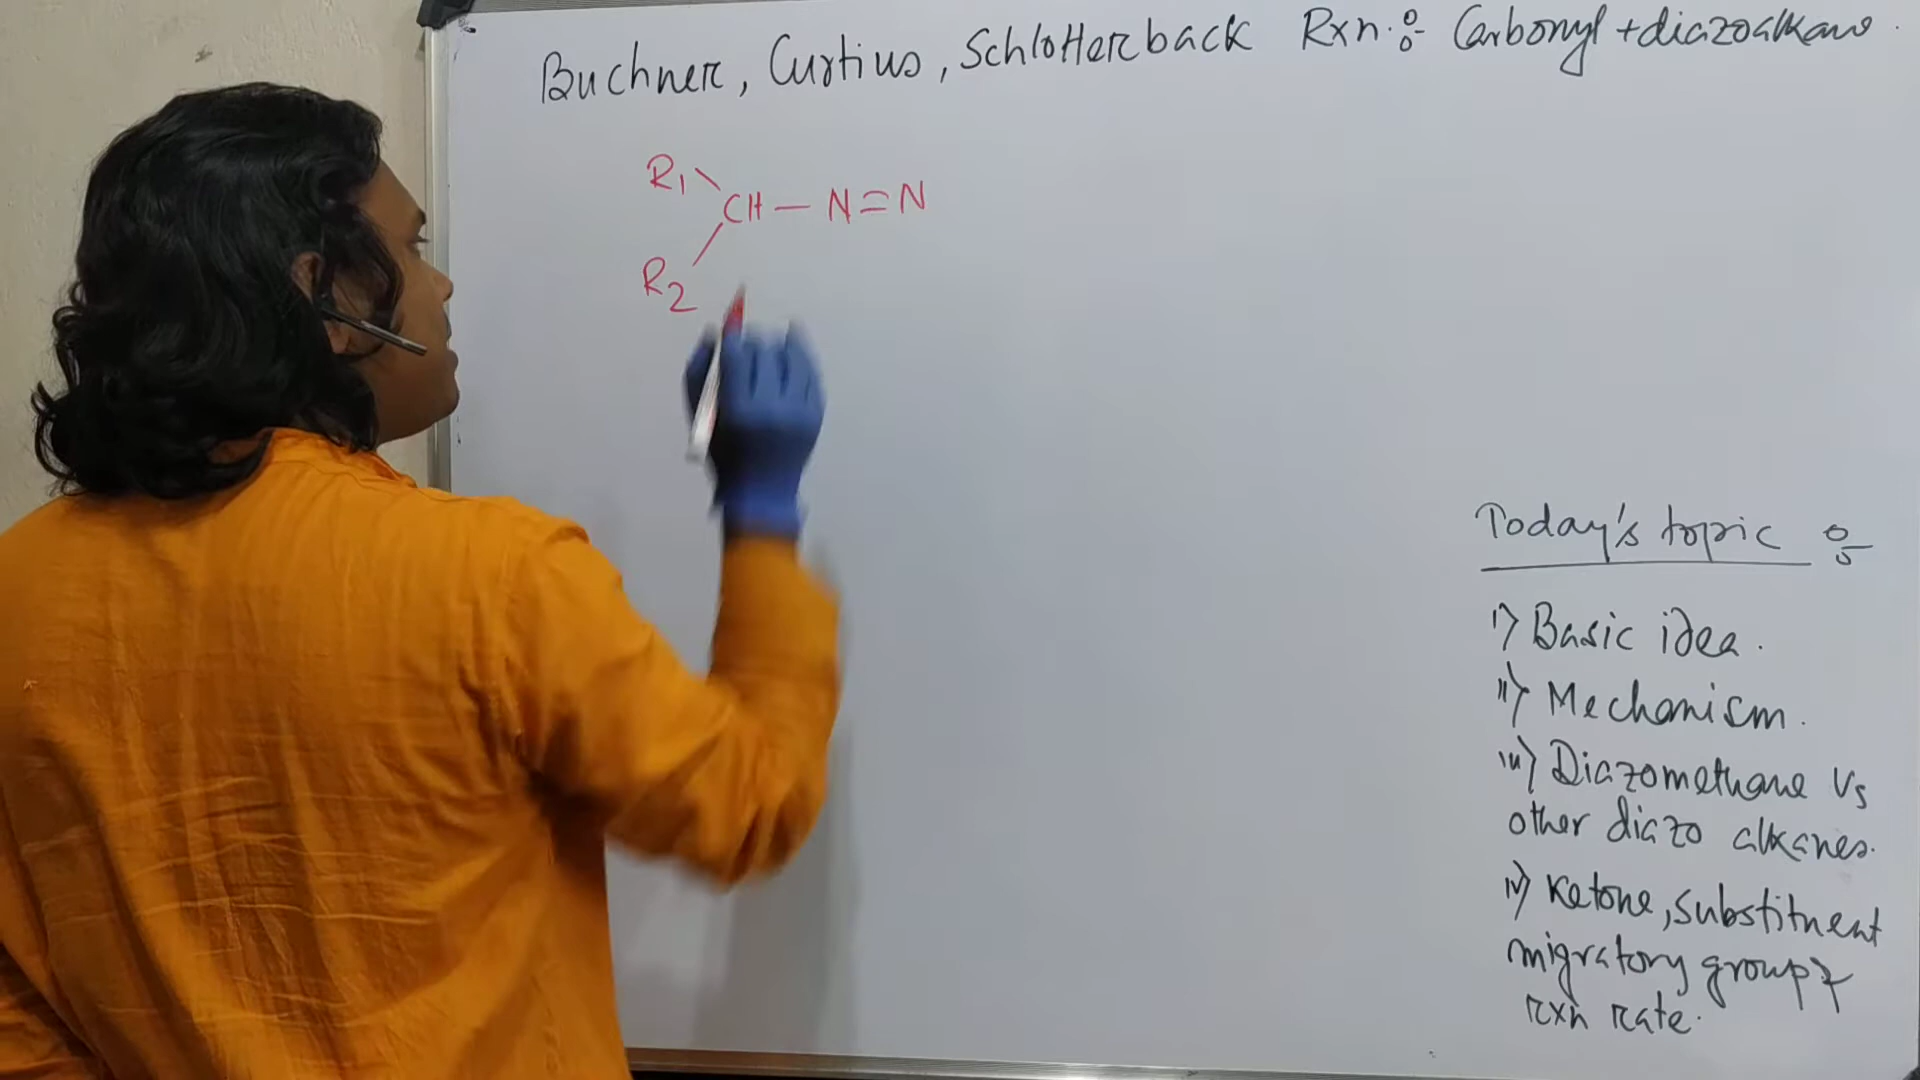 Buchner, Curtius, Schlotterback Rxn.:- Carbonyl + diazoalkane.
R1
CH — N = N
R2
Today's topic :-
i) Basic idea.
ii) Mechanism.
iii) Diazomethane Vs
other diazo alkanes.
iv) Ketone, substituent
migratory group &
rxn rate.